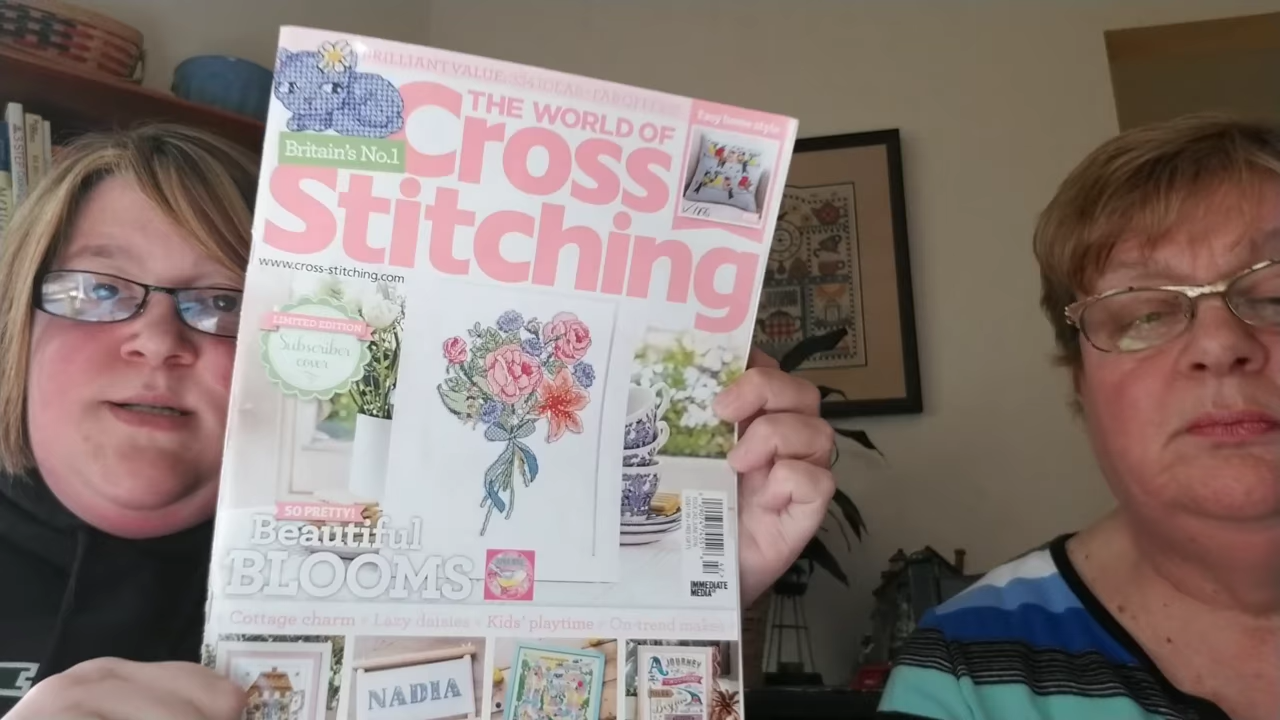 BRILLIANT VALUE:
THE WORLD OF
Cross
Stitching
Britain's No.1
Easy home style
www.cross-stitching.com
LIMITED EDITION
Subscriber
cover
SO PRETTY!
Beautiful
BLOOMS
IMMEDIATE
MEDIA
Cottage charm + Lazy daisies + Kids' playtime + On-trend makes
NADIA
A JOURNEY